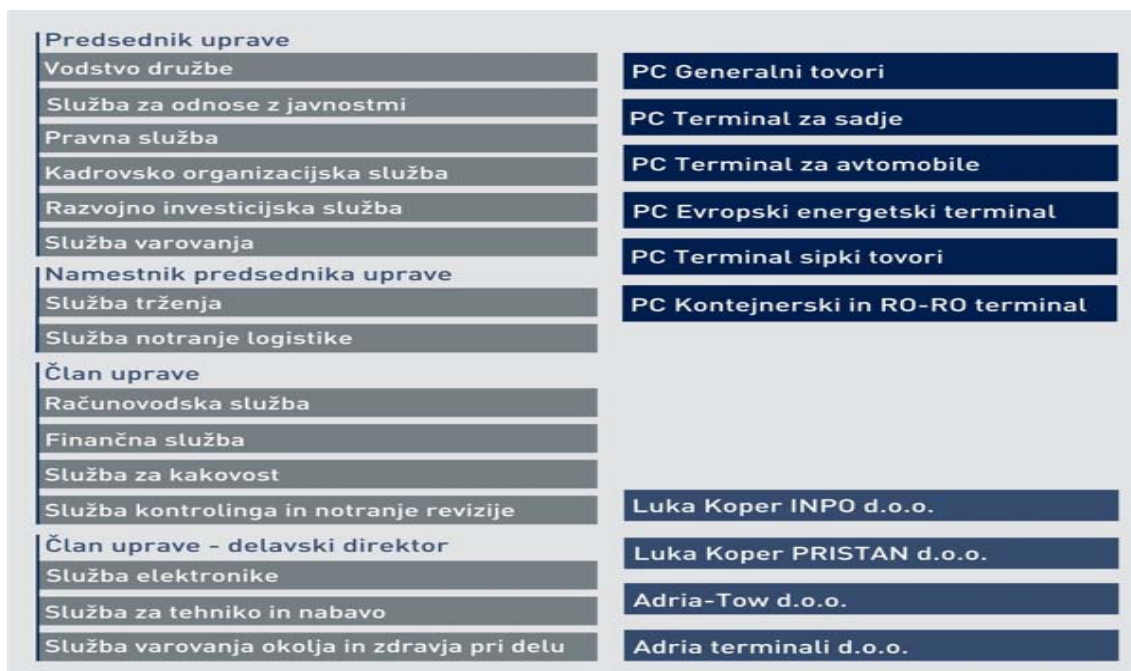 Predsednik uprave
Vodstvo družbe
Služba za odnose z javnostmi
Pravna služba
Kadrovsko organizacijska služba
Razvojno investicijska služba
Služba varovanja
Namestnik predsednika uprave
Služba trženja
Služba notranje logistike
Član uprave
Računovodska služba
Finančna služba
Služba za kakovost
Služba kontrolinga in notranje revizije
Član uprave - delavski direktor
Služba elektronike
Služba za tehniko in nabavo
Služba varovanja okolja in zdravja pri delu
PC Generalni tovori
PC Terminal za sadje
PC Terminal za avtomobile
PC Evropski energetski terminal
PC Terminal sipki tovori
PC Kontejnerski in RO-RO terminal
Luka Koper INPO d.o.o.
Luka Koper PRISTAN d.o.o.
Adria-Tow d.o.o.
Adria terminali d.o.o.